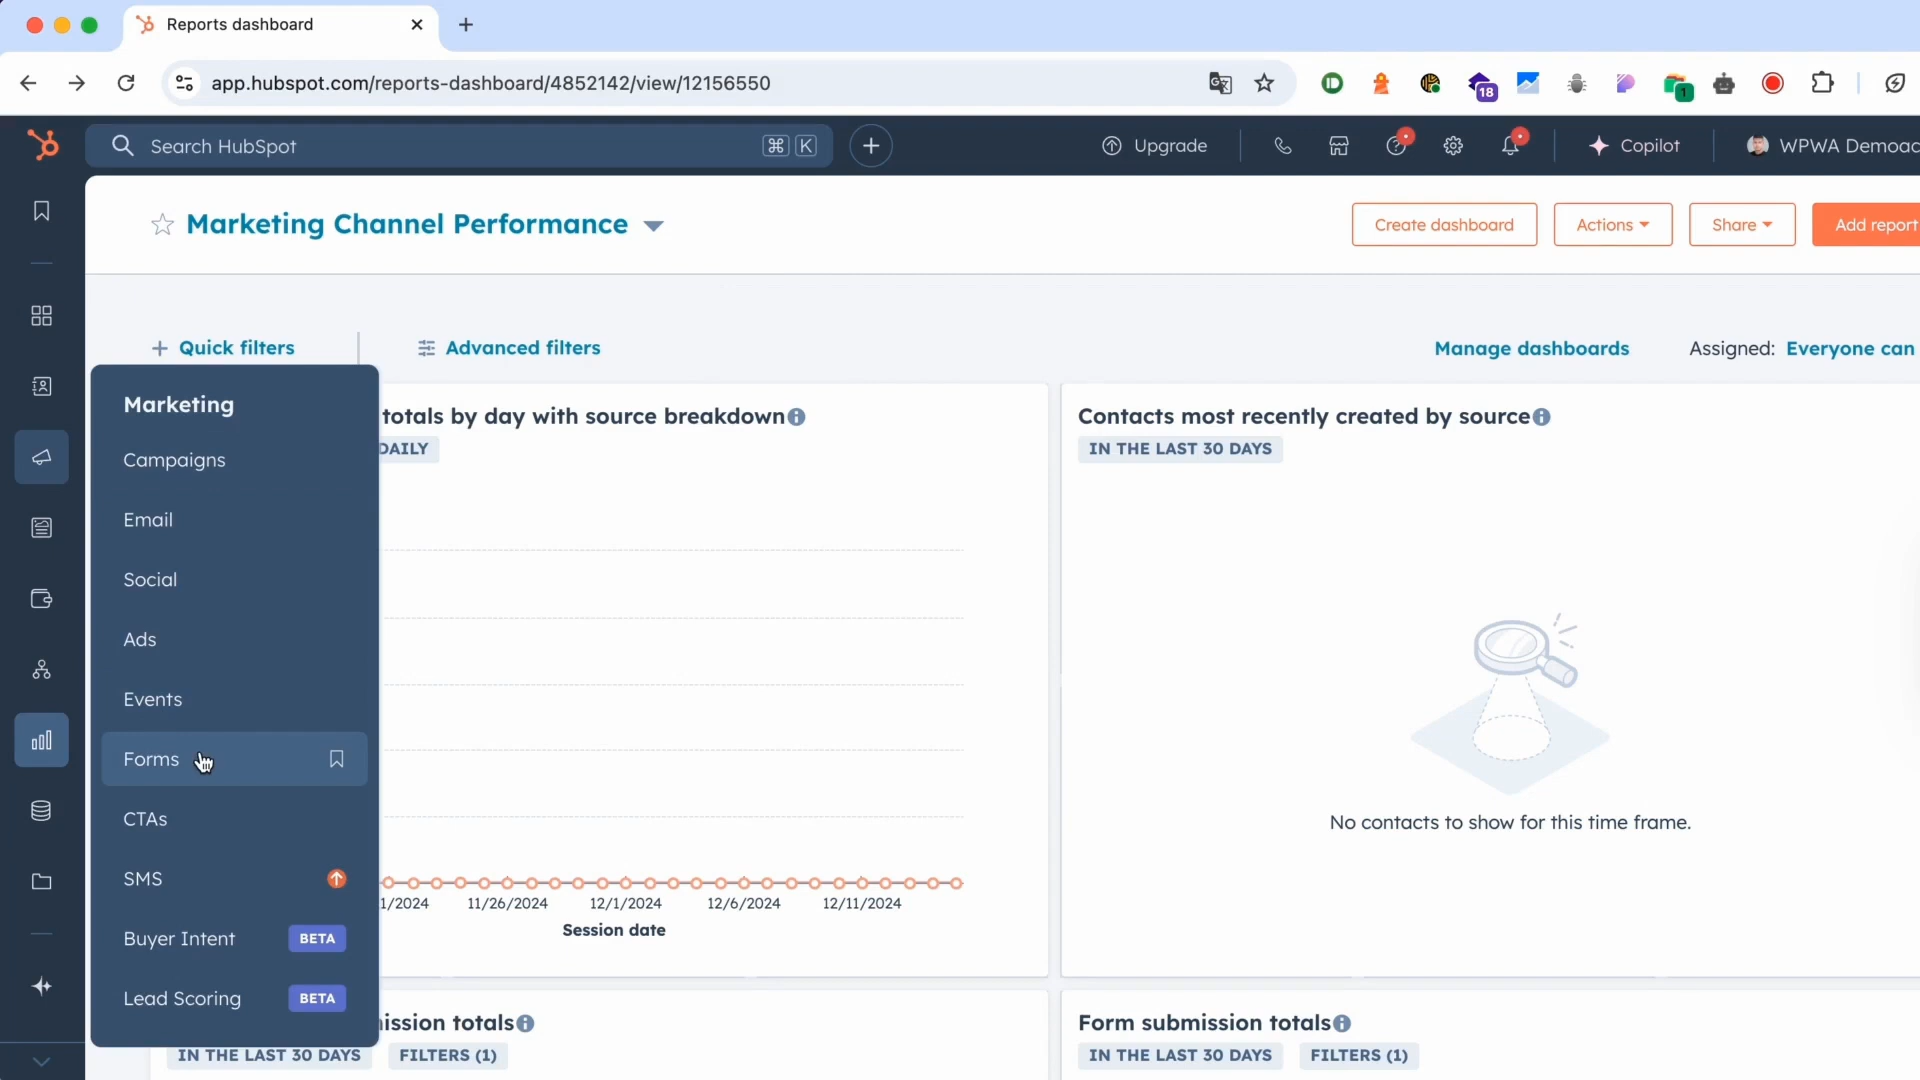 Reports dashboard
app.hubspot.com/reports-dashboard/4852142/view/12156550
18
1
Search HubSpot
⌘ K
Upgrade
Copilot
WPWA Demoac
Marketing Channel Performance
Create dashboard
Actions
Share
Add report
Quick filters
Advanced filters
Manage dashboards
Assigned: Everyone can
Marketing
Campaigns
Email
Social
Ads
Events
Forms
CTAs
SMS
Buyer Intent BETA
Lead Scoring BETA
totals by day with source breakdown
DAILY
1/2024 11/26/2024 12/1/2024 12/6/2024 12/11/2024
Session date
Contacts most recently created by source
IN THE LAST 30 DAYS
No contacts to show for this time frame.
ission totals
IN THE LAST 30 DAYS FILTERS (1)
Form submission totals
IN THE LAST 30 DAYS FILTERS (1)